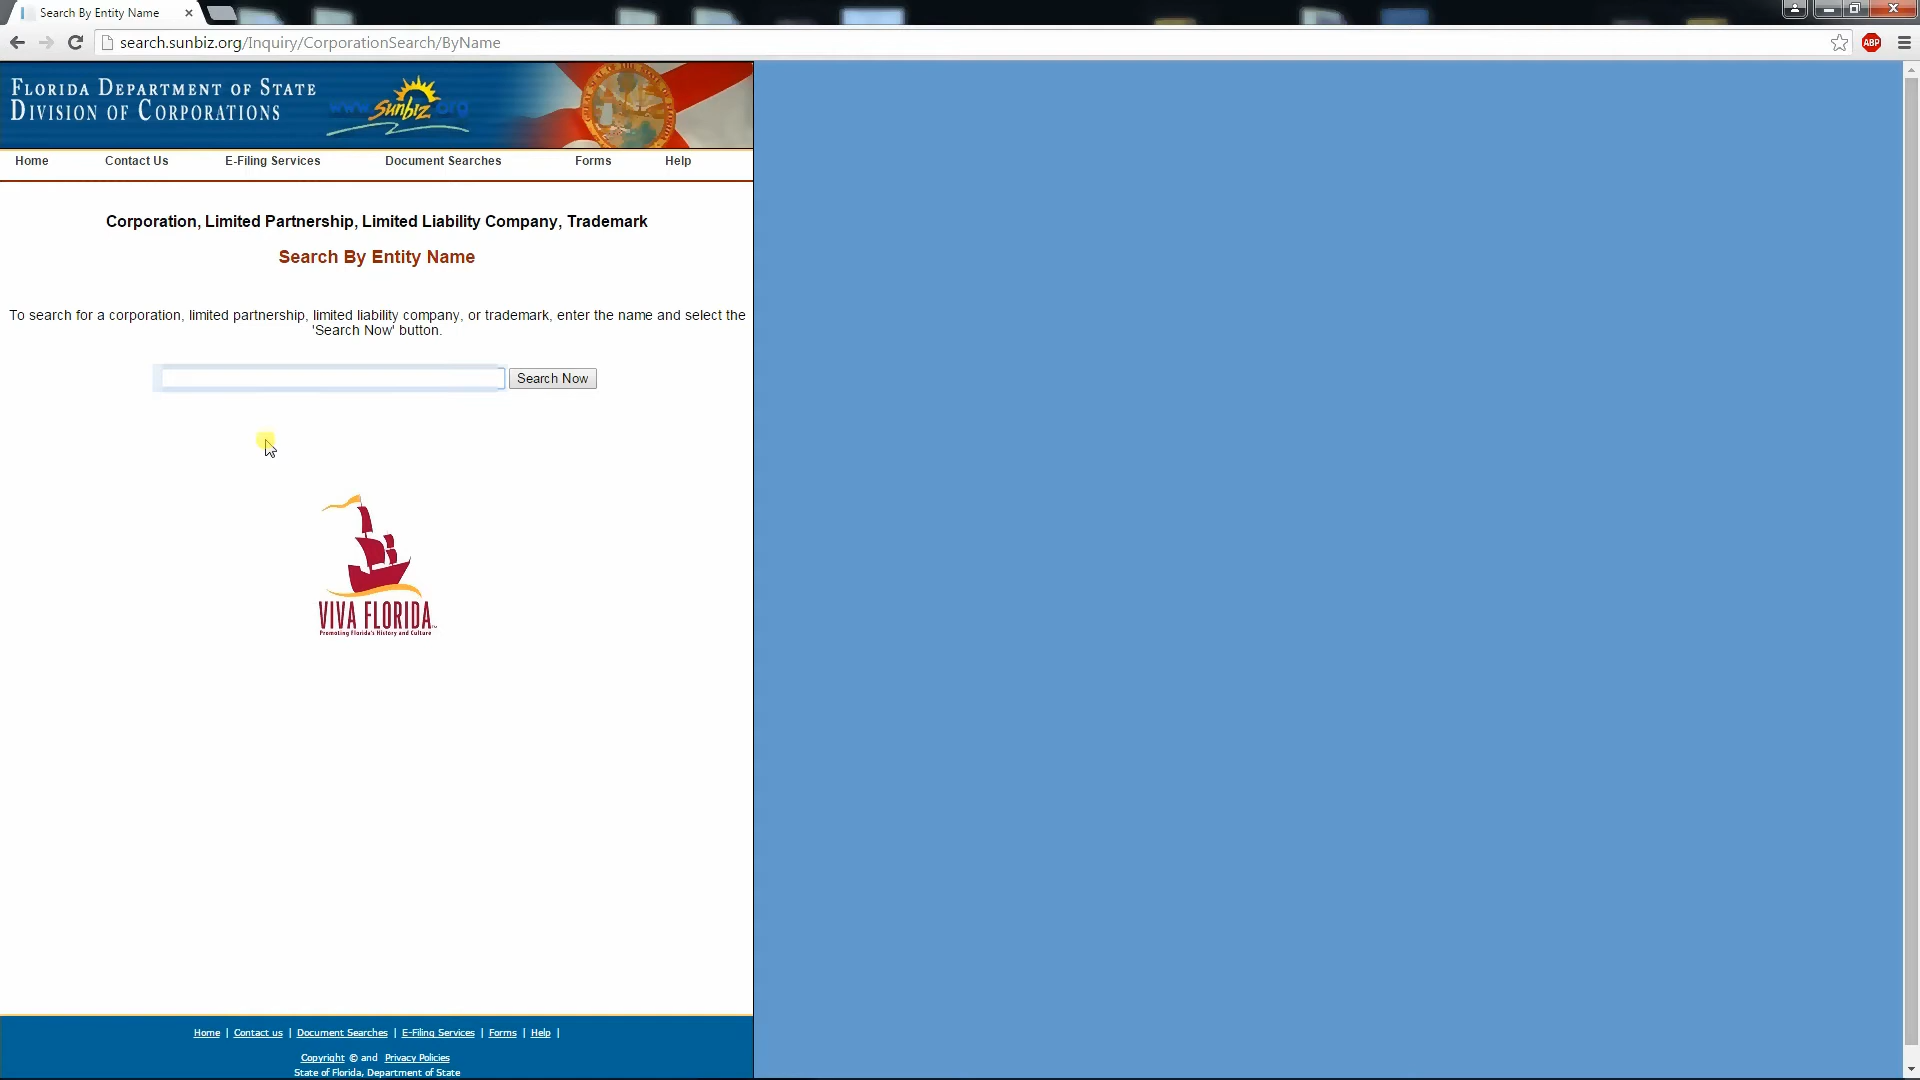 Search By Entity Name
search.sunbiz.org/Inquiry/CorporationSearch/ByName
ABP
FLORIDA DEPARTMENT OF STATE
DIVISION OF CORPORATIONS
www.Sunbiz.org
Home Contact Us E-Filing Services Document Searches Forms Help
Corporation, Limited Partnership, Limited Liability Company, Trademark
Search By Entity Name
To search for a corporation, limited partnership, limited liability company, or trademark, enter the name and select the
'Search Now' button.
Search Now
VIVA FLORIDA
Promoting Florida's History and Culture
Home | Contact us | Document Searches | E-Filing Services | Forms | Help |
Copyright © and Privacy Policies
State of Florida, Department of State